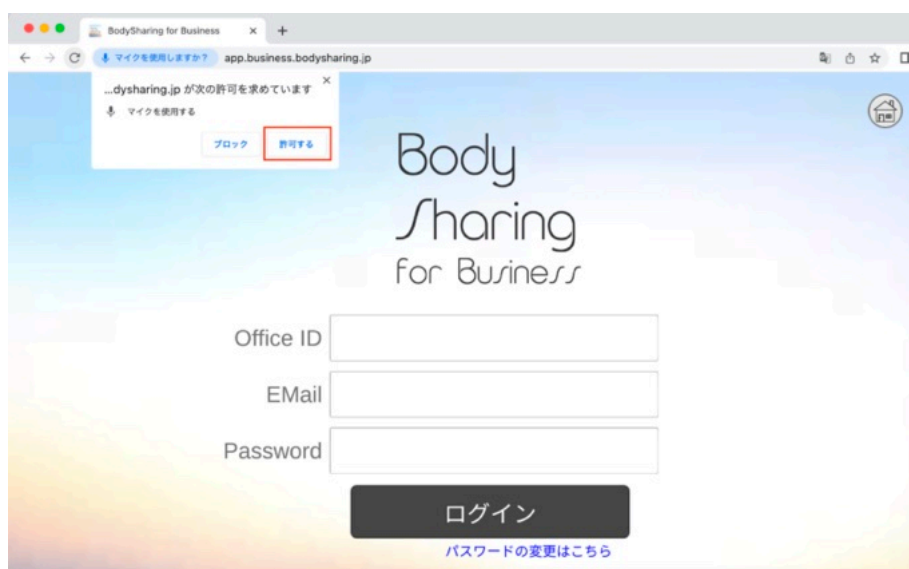 BodySharing for Business
マイクを使用しますか? app.business.bodysharing.jp
...dysharing.jp が次の許可を求めています
マイクを使用する
ブロック 許可する
Body
Sharing
for Business
Office ID
EMail
Password
ログイン
パスワードの変更はこちら